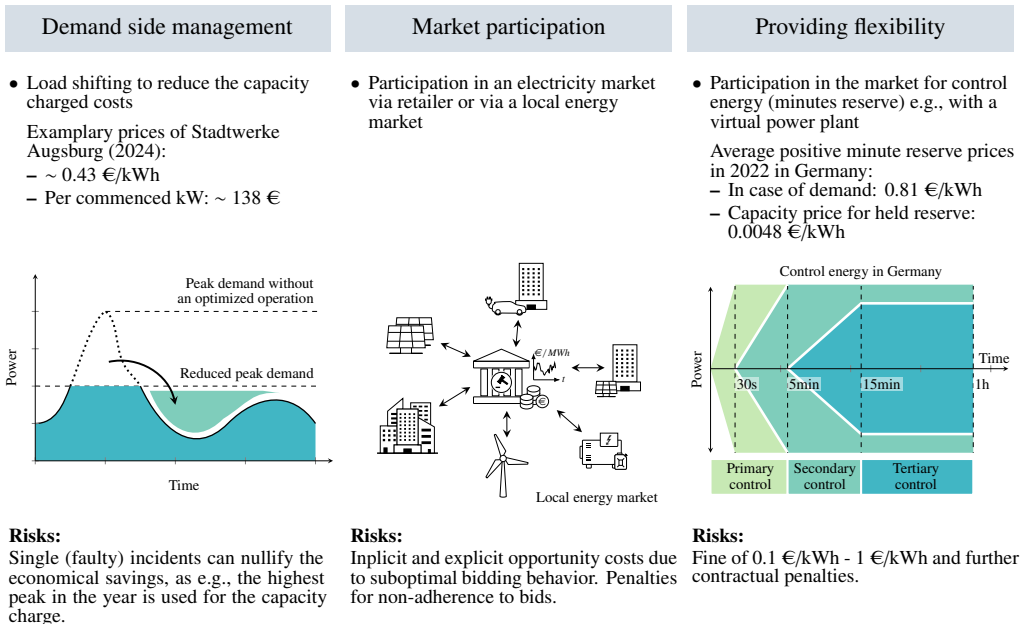 Demand side management
• Load shifting to reduce the capacity
charged costs
Examplary prices of Stadtwerke
Augsburg (2024):
– ~ 0.43 €/kWh
– Per commenced kW: ~ 138 €
Peak demand without
an optimized operation
Reduced peak demand
Power
Time
Risks:
Single (faulty) incidents can nullify the
economical savings, as e.g., the highest
peak in the year is used for the capacity
charge.
Market participation
• Participation in an electricity market
via retailer or via a local energy
market
€/MWh
t
€
Local energy market
Risks:
Inplicit and explicit opportunity costs due
to suboptimal bidding behavior. Penalties
for non-adherence to bids.
Providing flexibility
• Participation in the market for control
energy (minutes reserve) e.g., with a
virtual power plant
Average positive minute reserve prices
in 2022 in Germany:
– In case of demand: 0.81 €/kWh
– Capacity price for held reserve:
0.0048 €/kWh
Control energy in Germany
Power
Time
30s
5min
15min
1h
Primary
control
Secondary
control
Tertiary
control
Risks:
Fine of 0.1 €/kWh - 1 €/kWh and further
contractual penalties.